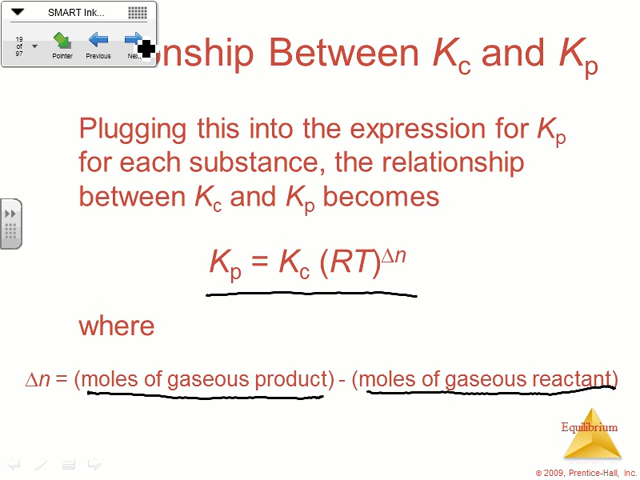 SMART Ink...
19
of
97
Pointer
Previous
onship Between Kc and Kp
Plugging this into the expression for Kp
for each substance, the relationship
between Kc and Kp becomes
Kp = Kc (RT)Δn
where
Δn = (moles of gaseous product) - (moles of gaseous reactant)
Equilibrium
© 2009, Prentice-Hall, Inc.